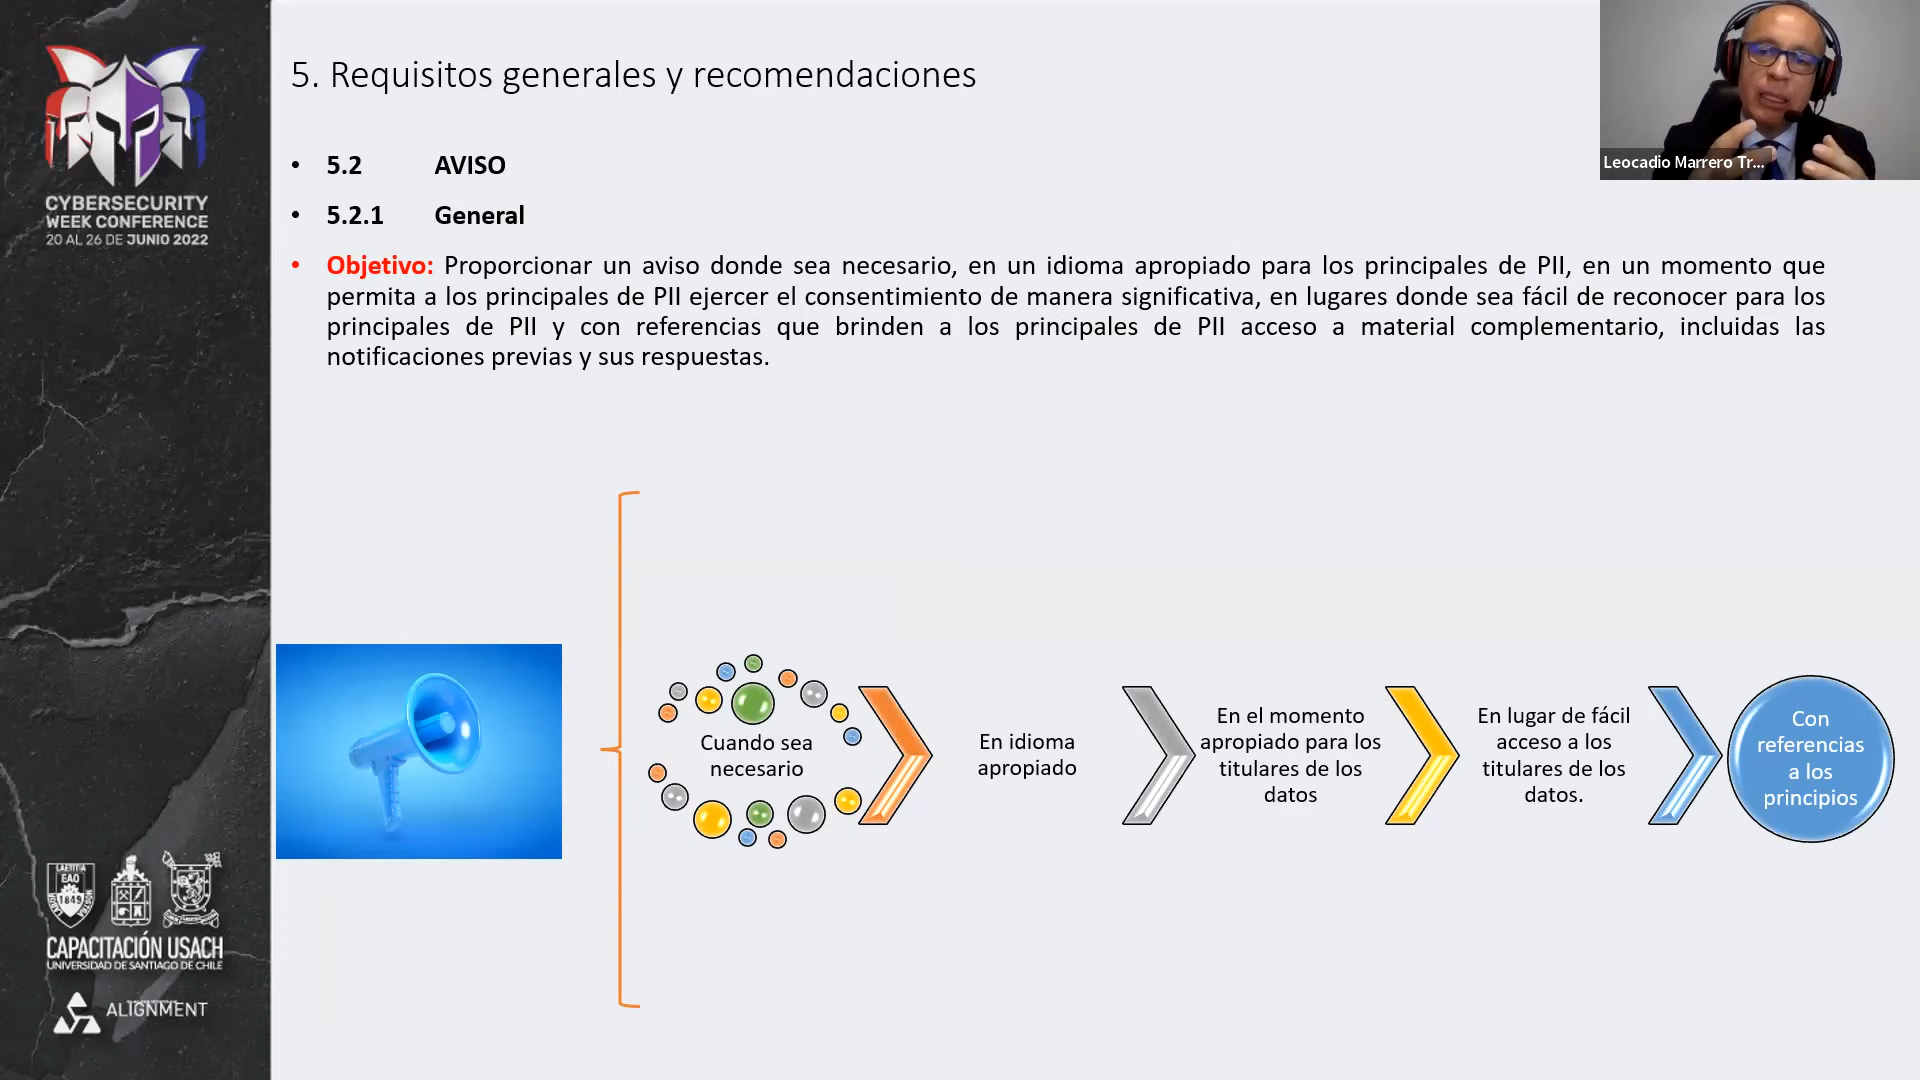 CYBERSECURITY
WEEK CONFERENCE
20 AL 26 DE JUNIO 2022
5. Requisitos generales y recomendaciones
• 5.2 AVISO
• 5.2.1 General
• Objetivo: Proporcionar un aviso donde sea necesario, en un idioma apropiado para los principales de PII, en un momento que
permita a los principales de PII ejercer el consentimiento de manera significativa, en lugares donde sea fácil de reconocer para los
principales de PII y con referencias que brinden a los principales de PII acceso a material complementario, incluidas las
notificaciones previas y sus respuestas.
Leocadio Marrero Tr...
Cuando sea
necesario
En idioma
apropiado
En el momento
apropiado para los
titulares de los
datos
En lugar de fácil
acceso a los
titulares de los
datos.
Con
referencias
a los
principios
LAETITIA
EAO
1849
CAPACITACIÓN USACH
UNIVERSIDAD DE SANTIAGO DE CHILE
ALIGNMENT